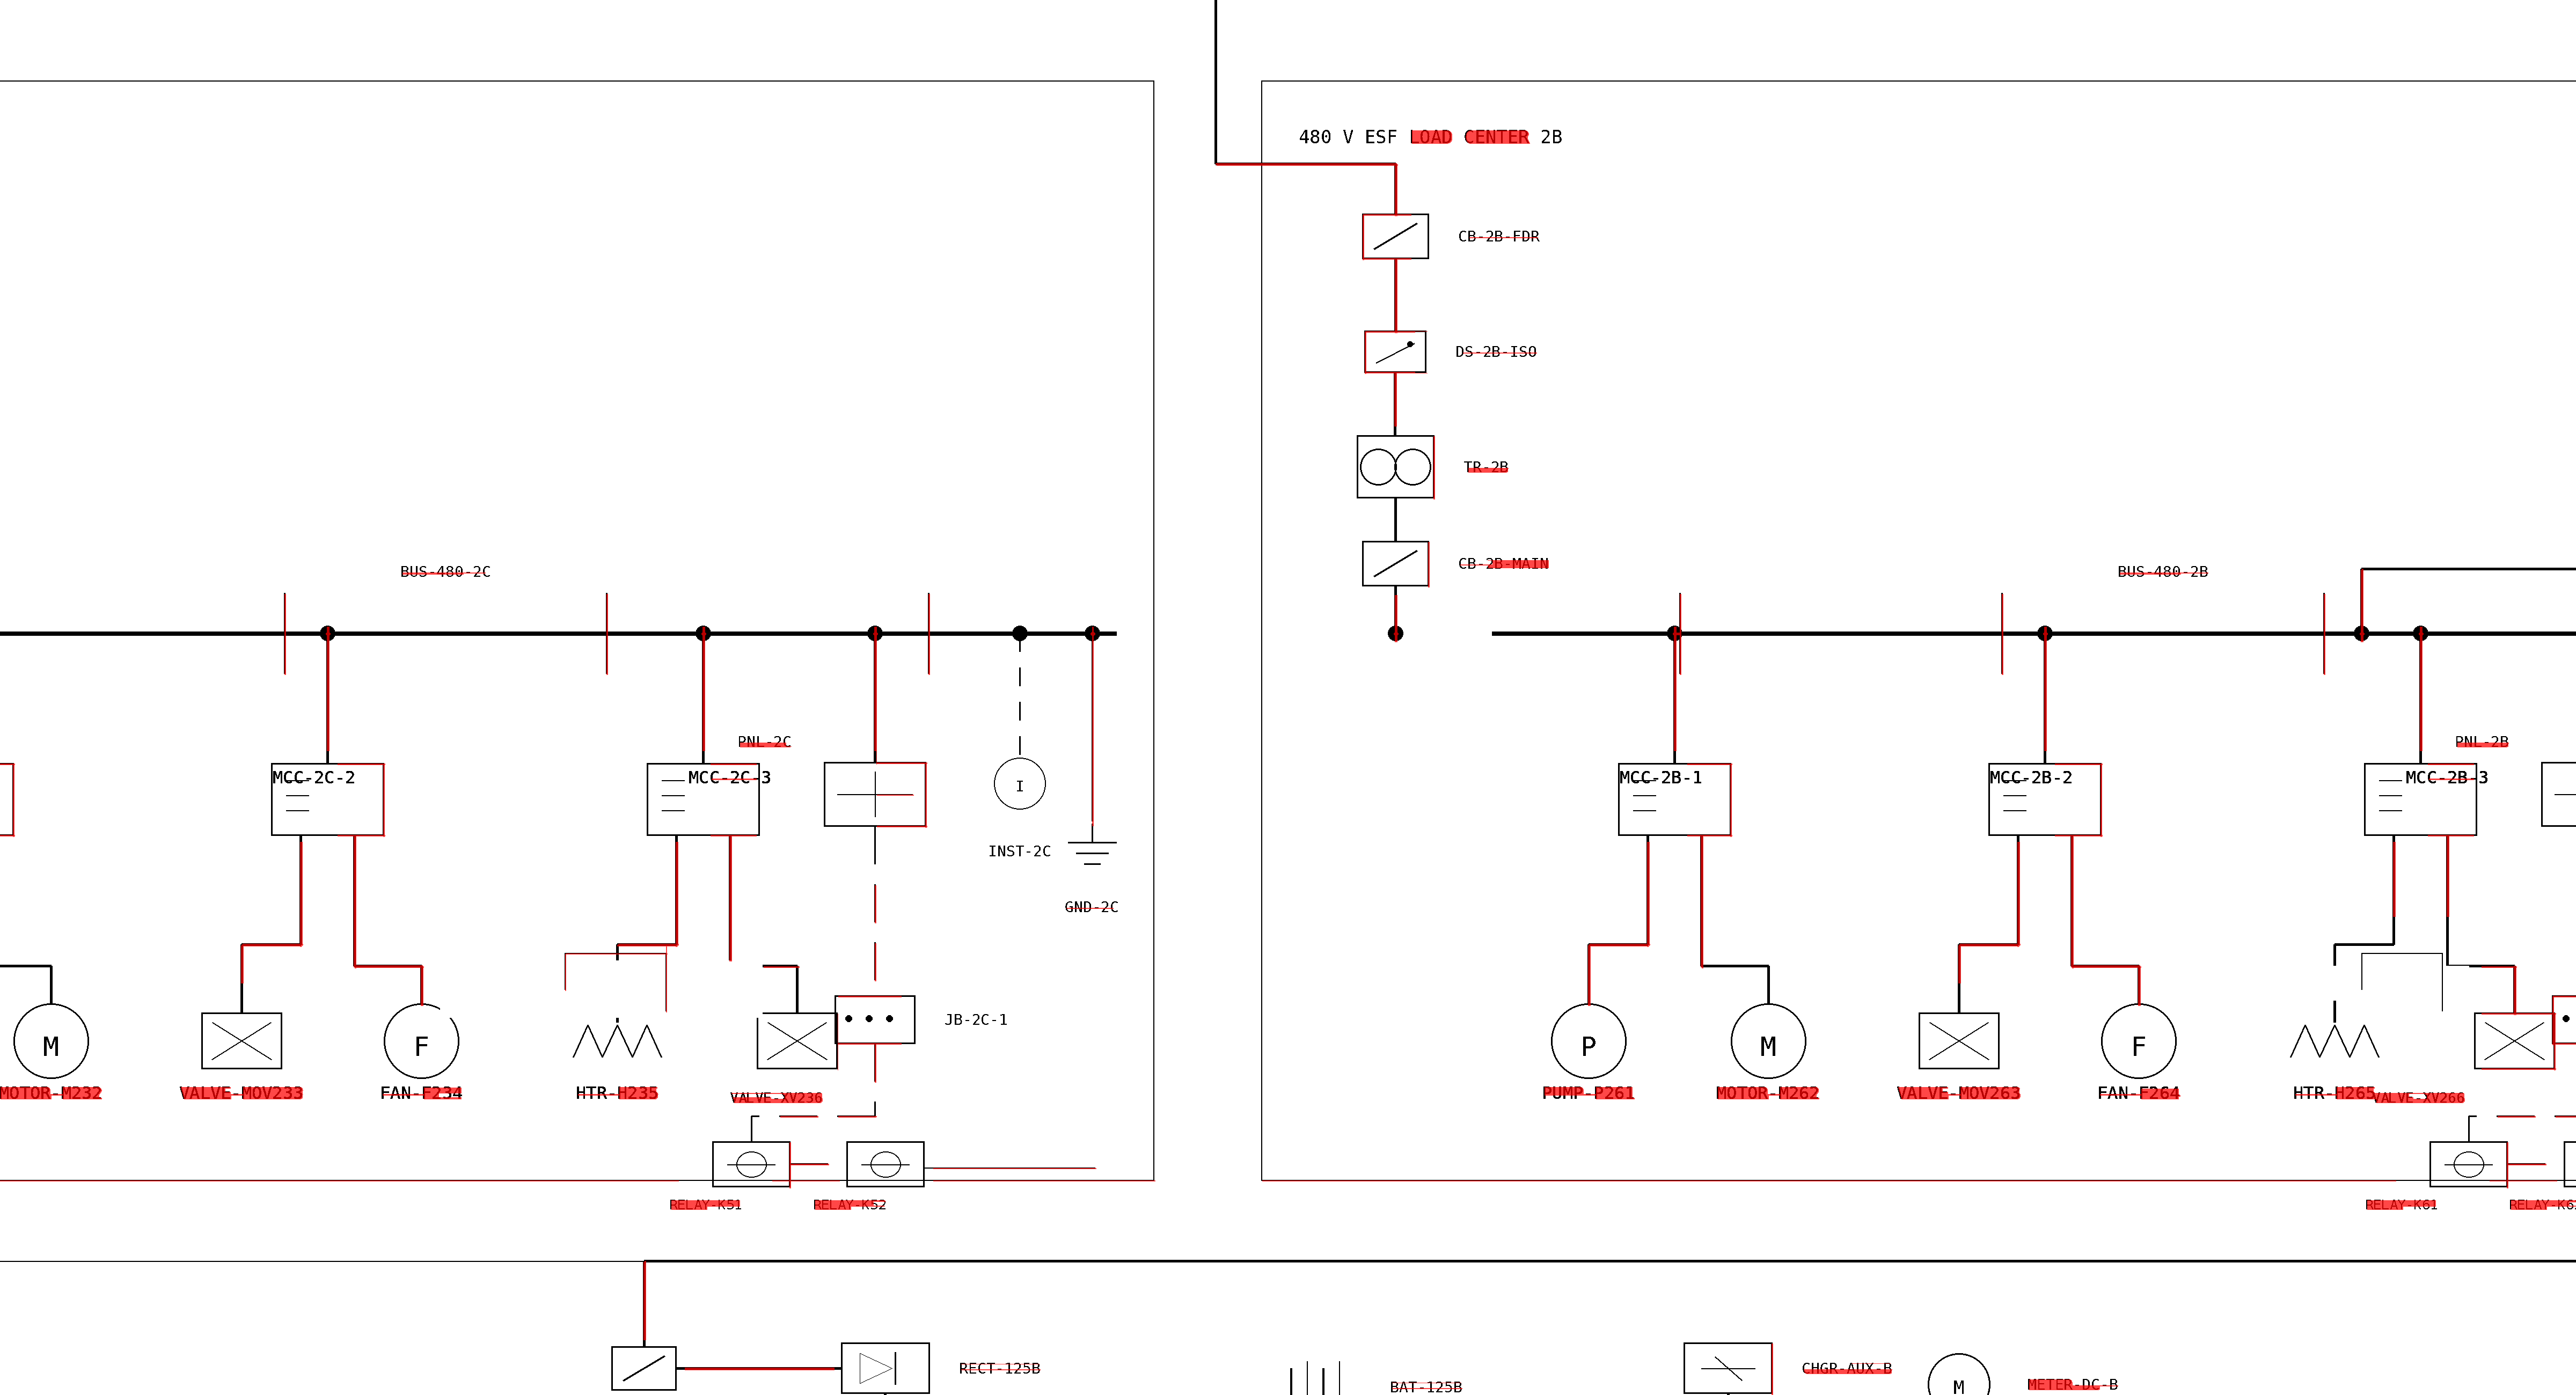 480 V ESF LOAD CENTER 2B
CB-2B-FDR
DS-2B-ISO
TR-2B
CB-2B-MAIN
BUS-480-2C
BUS-480-2B
PNL-2C
PNL-2B
MCC-2C-2
MCC-2C-3
MCC-2B-1
MCC-2B-2
MCC-2B-3
I
INST-2C
GND-2C
JB-2C-1
M
F
P
M
F
MOTOR-M232
VALVE-MOV233
FAN-F234
HTR-H235
VALVE-XV236
PUMP-P261
MOTOR-M262
VALVE-MOV263
FAN-F264
HTR-H265
VALVE-XV266
RELAY-K51
RELAY-K52
RELAY-K61
RELAY-K6
RECT-125B
BAT-125B
CHGR-AUX-B
M
METER-DC-B